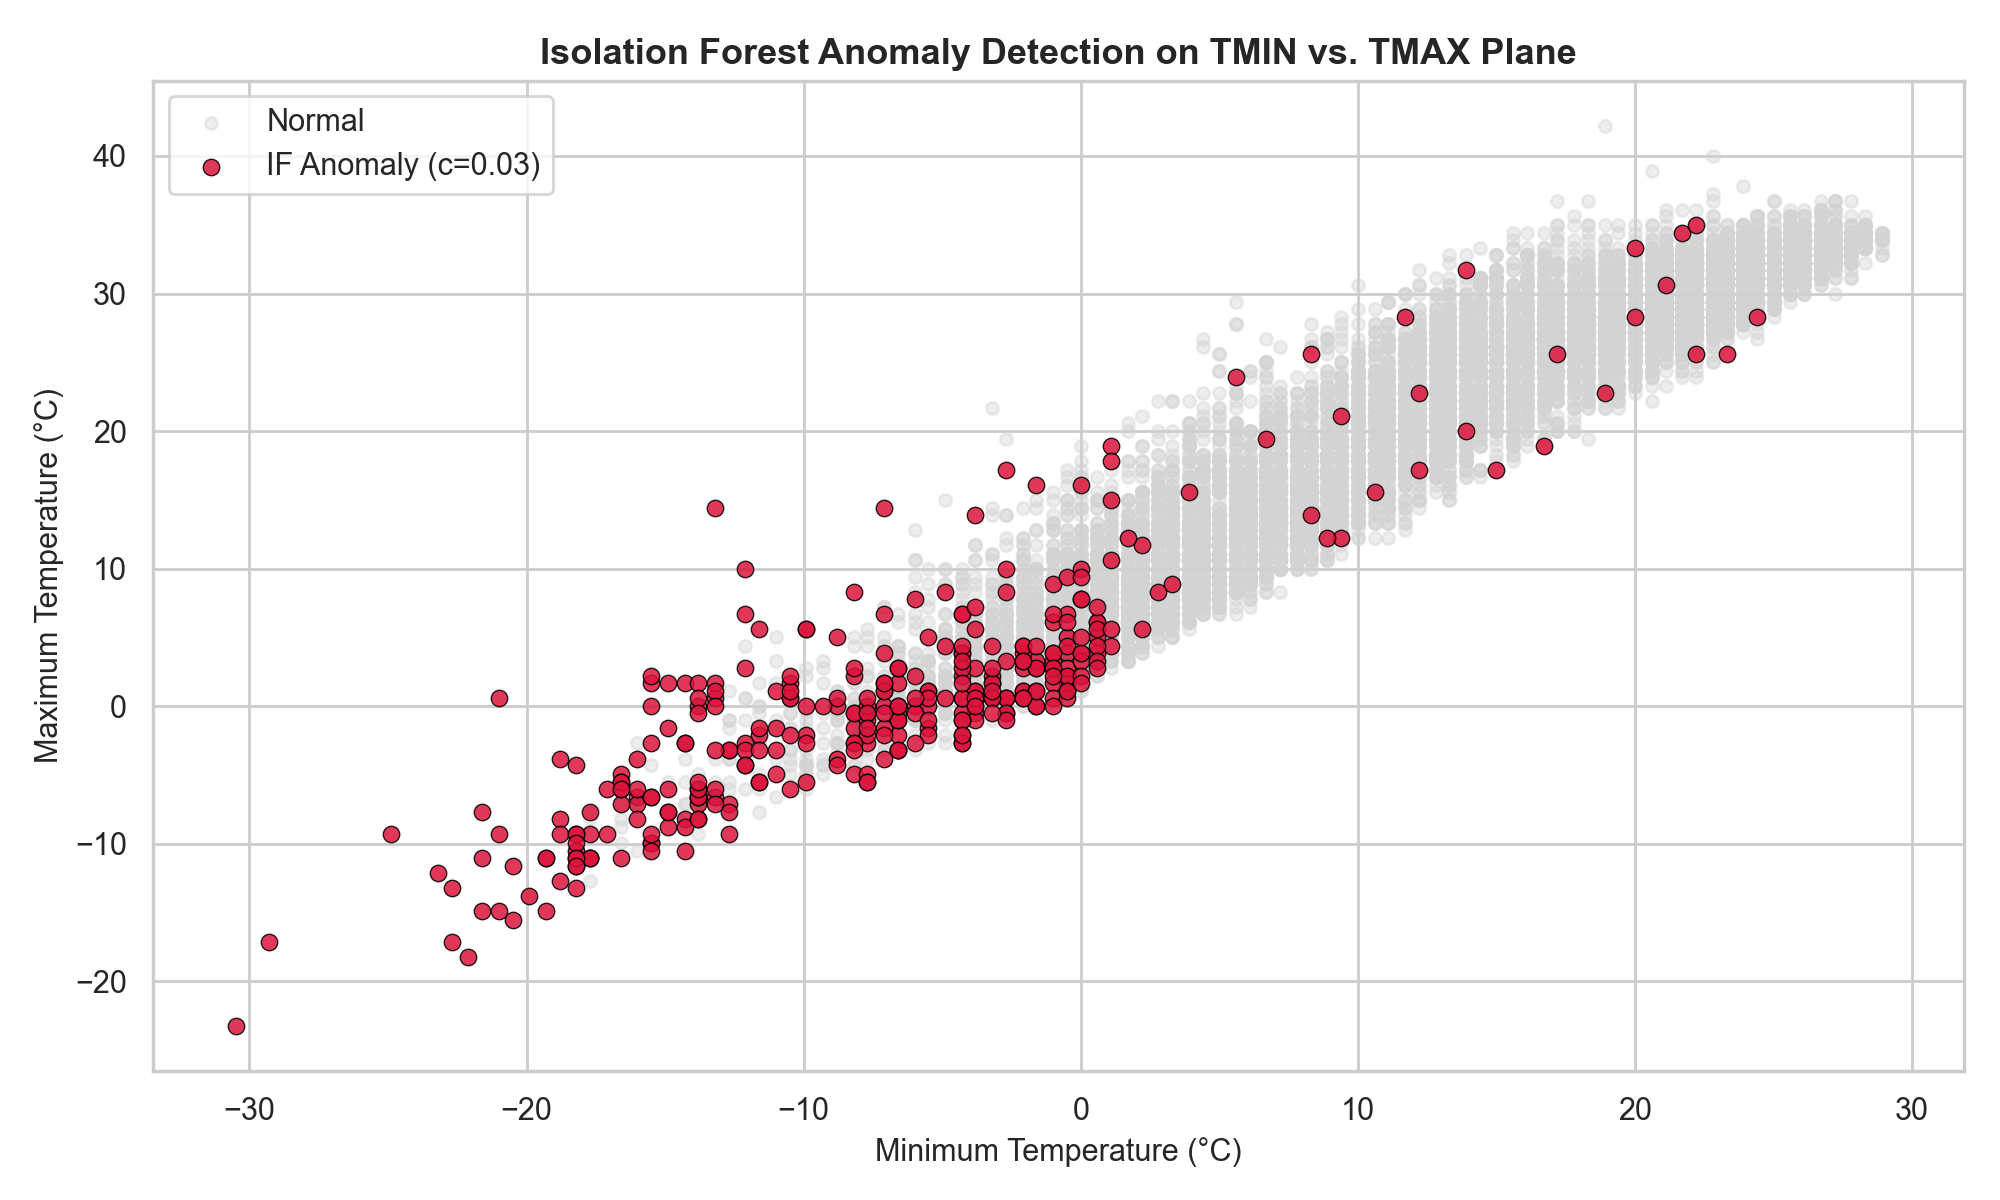 Isolation Forest Anomaly Detection on TMIN vs. TMAX Plane
Normal
IF Anomaly (c=0.03)
Maximum Temperature (°C)
40
30
20
10
0
−10
−20
−30
−20
−10
0
10
20
30
Minimum Temperature (°C)